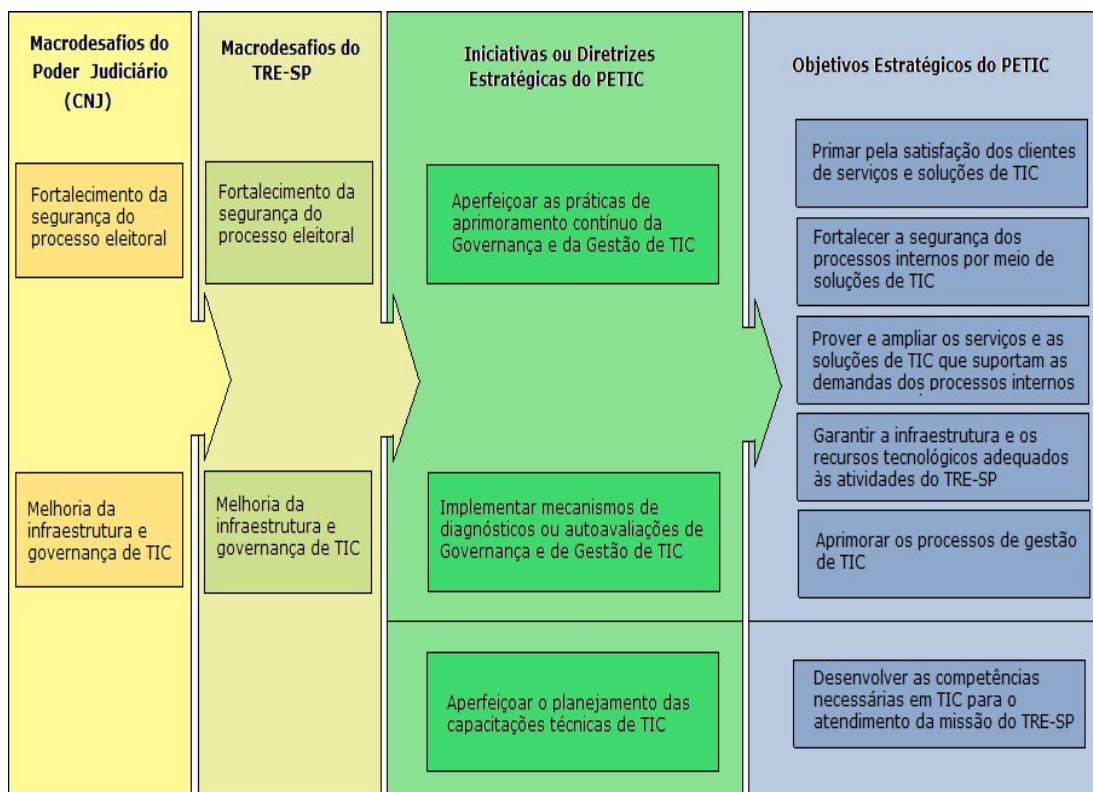 Macrodesafios do
Poder Judiciário
(CNJ)
Fortalecimento da
segurança do
processo eleitoral
Melhoria da
infraestrutura e
governança de TIC
Macrodesafios do
TRE-SP
Fortalecimento da
segurança do
processo eleitoral
Melhoria da
infraestrutura e
governança de TIC
Iniciativas ou Diretrizes
Estratégicas do PETIC
Aperfeiçoar as práticas de
aprimoramento contínuo da
Governança e da Gestão de TIC
Implementar mecanismos de
diagnósticos ou autoavaliações de
Governança e de Gestão de TIC
Aperfeiçoar o planejamento das
capacitações técnicas de TIC
Objetivos Estratégicos do PETIC
Primar pela satisfação dos clientes
de serviços e soluções de TIC
Fortalecer a segurança dos
processos internos por meio de
soluções de TIC
Prover e ampliar os serviços e as
soluções de TIC que suportam as
demandas dos processos internos
Garantir a infraestrutura e os
recursos tecnológicos adequados
às atividades do TRE-SP
Aprimorar os processos de gestão
de TIC
Desenvolver as competências
necessárias em TIC para o
atendimento da missão do TRE-SP